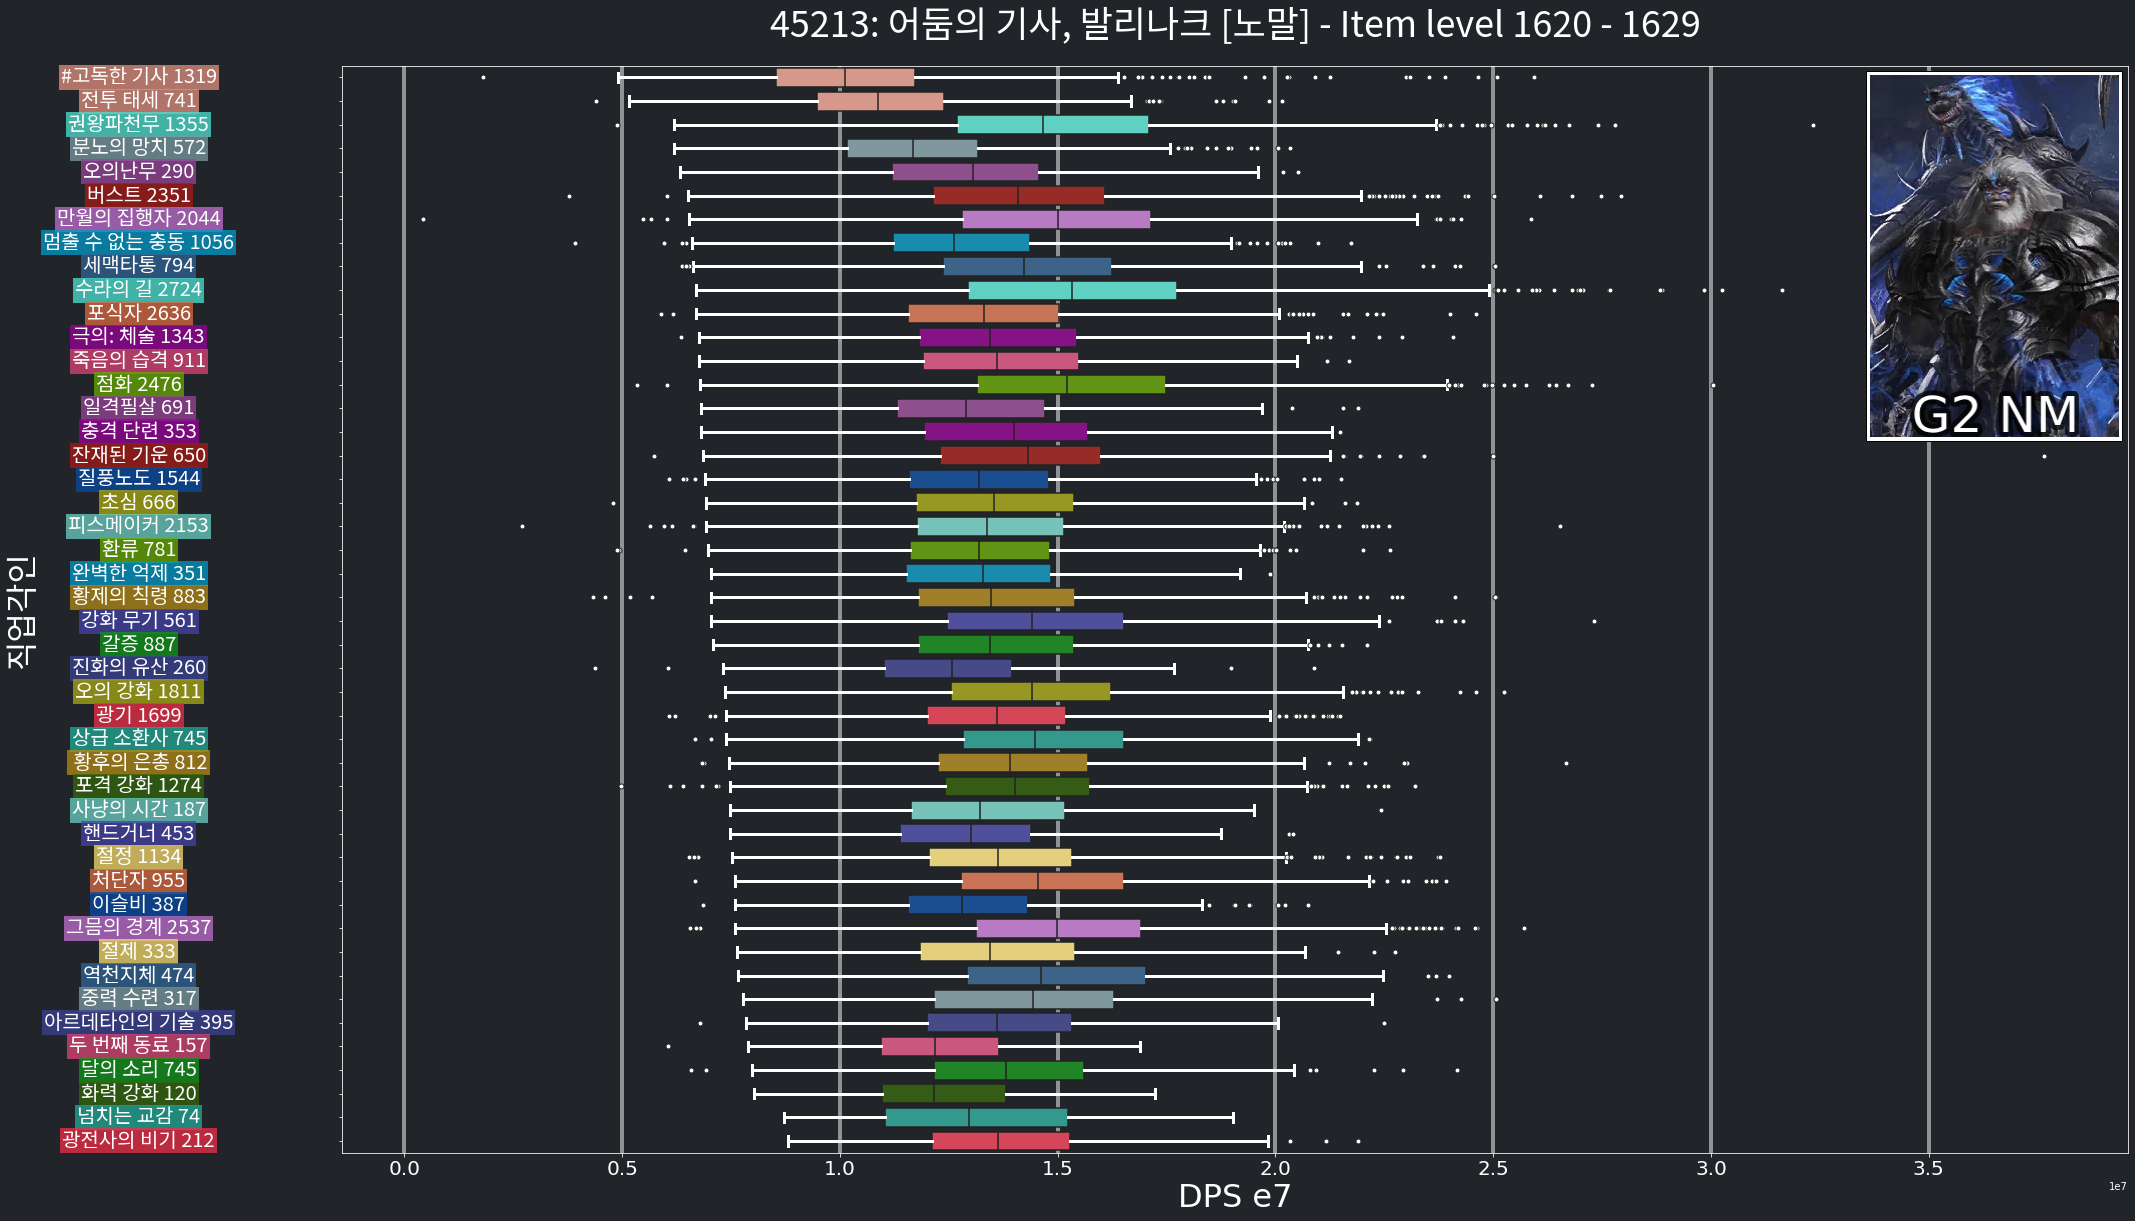 45213: 어둠의 기사, 발리나크 [노말] - Item level 1620 - 1629
#고독한 기사 1319
전투 태세 741
권왕파천무 1355
분노의 망치 572
오의난무 290
버스트 2351
만월의 집행자 2044
멈출 수 없는 충동 1056
세맥타통 794
수라의 길 2724
포식자 2636
극의: 체술 1343
죽음의 습격 911
점화 2476
일격필살 691
충격 단련 353
잔재된 기운 650
질풍노도 1544
초심 666
피스메이커 2153
환류 781
완벽한 억제 351
황제의 칙령 883
강화 무기 561
갈증 887
진화의 유산 260
오의 강화 1811
광기 1699
상급 소환사 745
황후의 은총 812
포격 강화 1274
사냥의 시간 187
핸드거너 453
절정 1134
처단자 955
이슬비 387
그믐의 경계 2537
절제 333
역천지체 474
중력 수련 317
아르데타인의 기술 395
두 번째 동료 157
달의 소리 745
화력 강화 120
넘치는 교감 74
광전사의 비기 212
직업각인
G2 NM
0.0 0.5 1.0 1.5 2.0 2.5 3.0 3.5
1e7
DPS e7